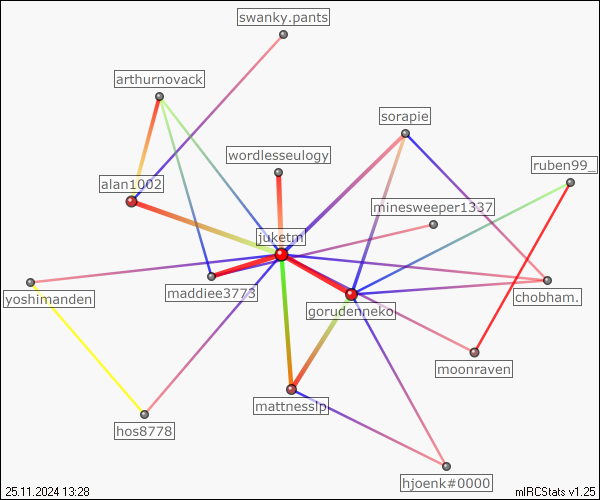 swanky.pants
arthurnovack
sorapie
wordlesseulogy
ruben99_
alan1002
minesweeper1337
juketm
maddiee3773
yoshimanden
chobham.
gorudenneko
moonraven
mattnesslp
hos8778
hjoenk#0000
25.11.2024 13:28
mIRCStats v1.25